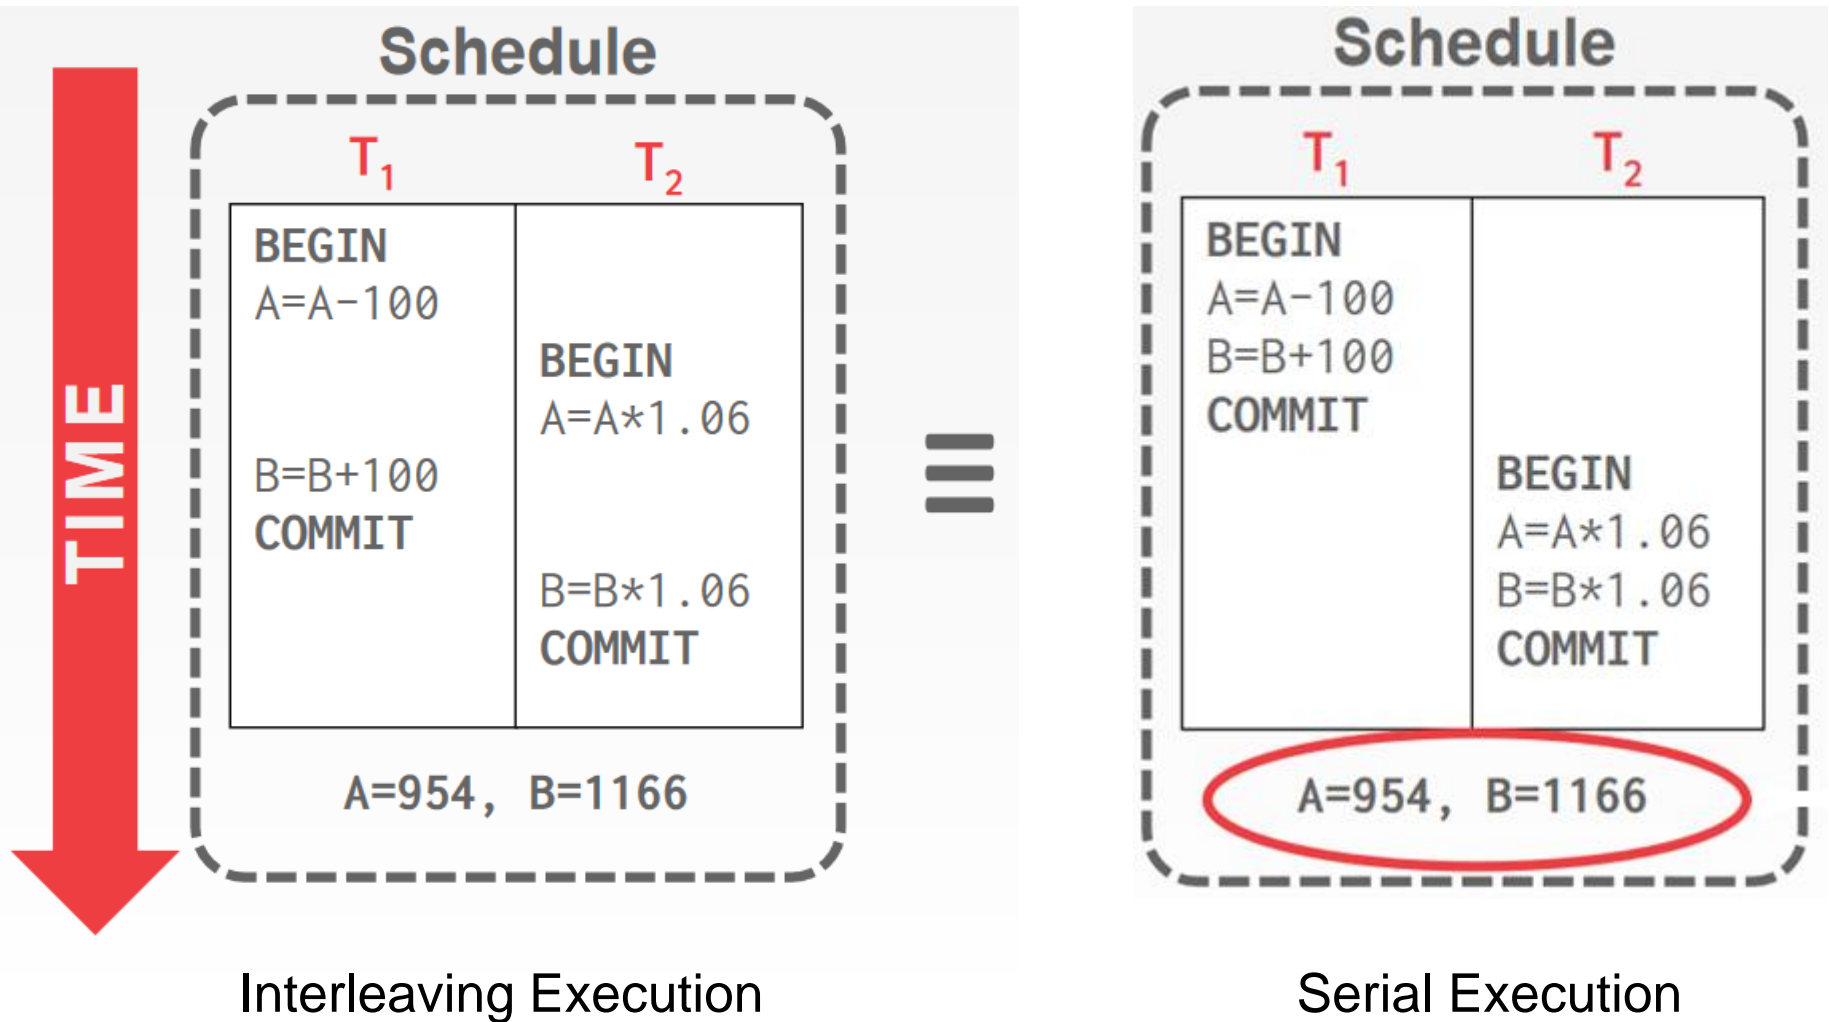 TIME
Schedule
T1 T2
BEGIN
A=A-100
BEGIN
A=A*1.06
B=B+100
COMMIT
B=B*1.06
COMMIT
A=954, B=1166
Interleaving Execution
≡
Schedule
T1 T2
BEGIN
A=A-100
B=B+100
COMMIT
BEGIN
A=A*1.06
B=B*1.06
COMMIT
A=954, B=1166
Serial Execution